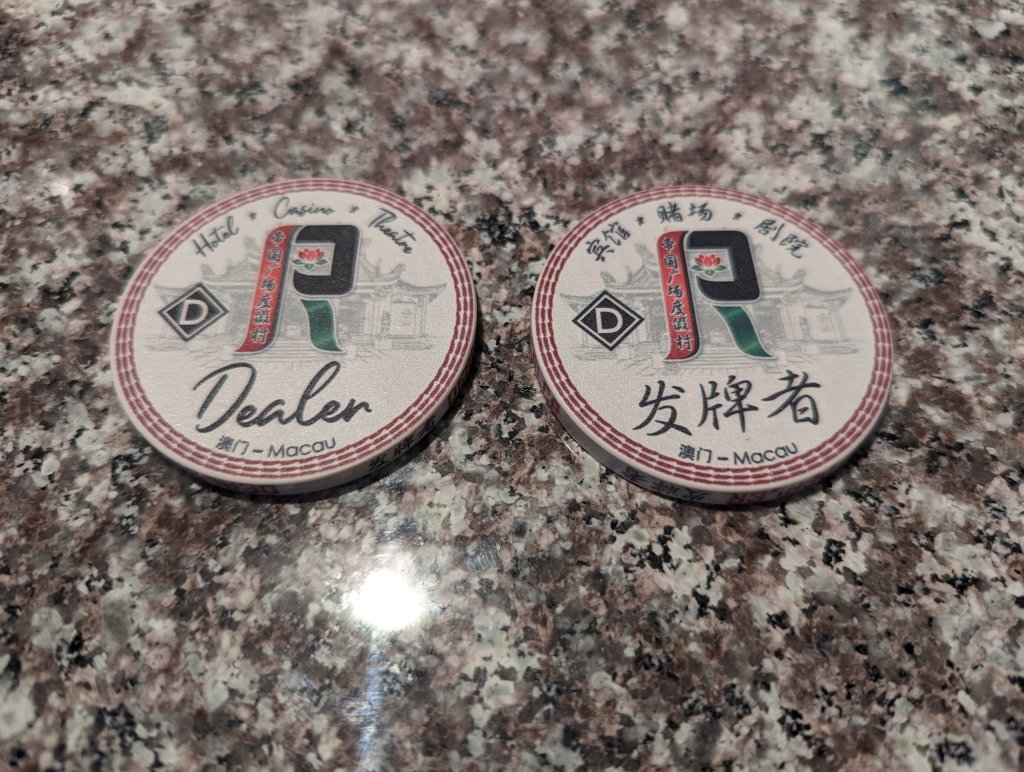 Hotel * Casino * Theatre
帝国广场度假村
R
D
Dealer
澳门 - Macau
宾馆 * 赌场 * 剧院
帝国广场度假村
R
D
发牌者
澳门 - Macau